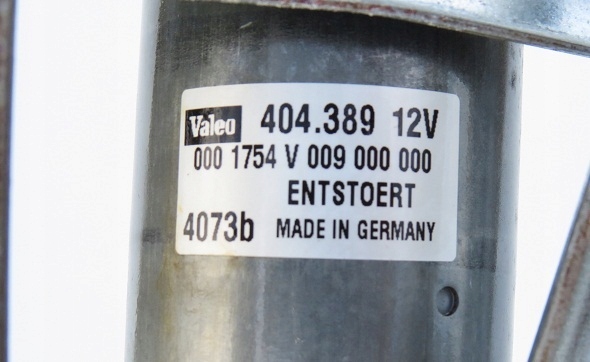 Valeo 404.389 12V
000 1754 V 009 000 000
ENTSTOERT
4073b MADE IN GERMANY